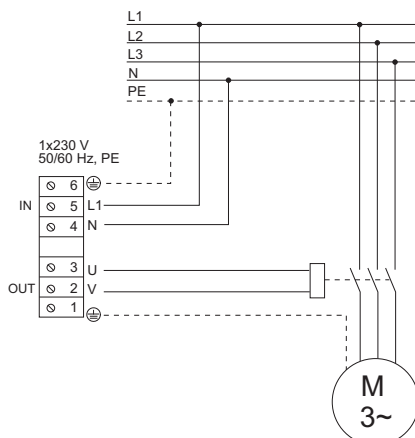 L1
L2
L3
N
PE
1x230 V
50/60 Hz, PE
6
IN 5 L1
4 N
3 U
OUT 2 V
1
M
3~